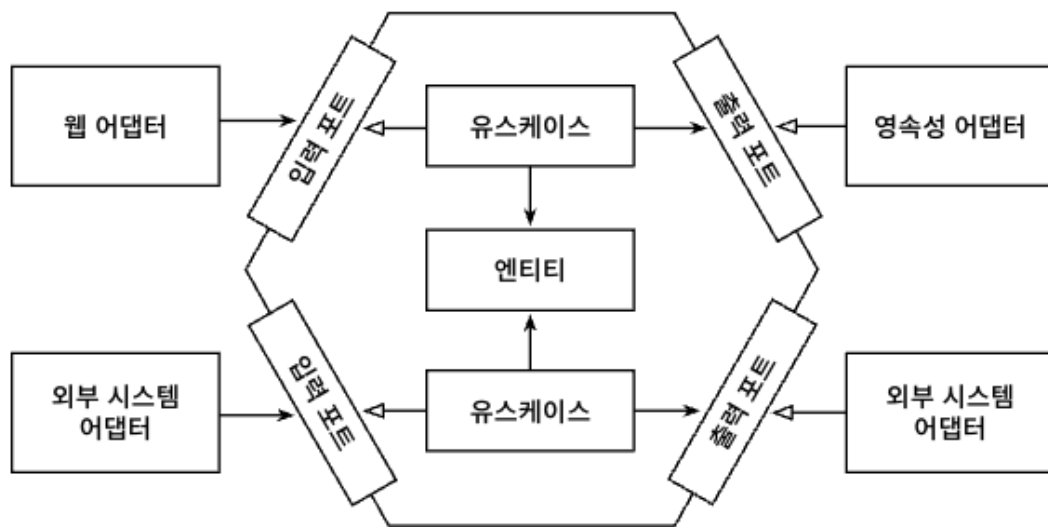 웹 어댑터
입력 포트
유스케이스
출력 포트
영속성 어댑터
엔티티
외부 시스템
어댑터
입력 포트
유스케이스
출력 포트
외부 시스템
어댑터